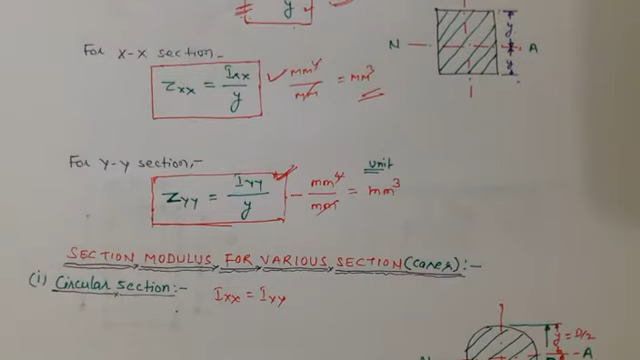 y
N A
y
y
For x-x section-
Zxx = Ixx/y ✓ mm⁴/mm = mm³
For y-y section,-
unit
Zyy = Iyy/y - mm⁴/mm = mm³
SECTION MODULUS FOR VARIOUS SECTION (cases):-
(i) Circular section:- Ixx = Iyy
y = D/2
N A